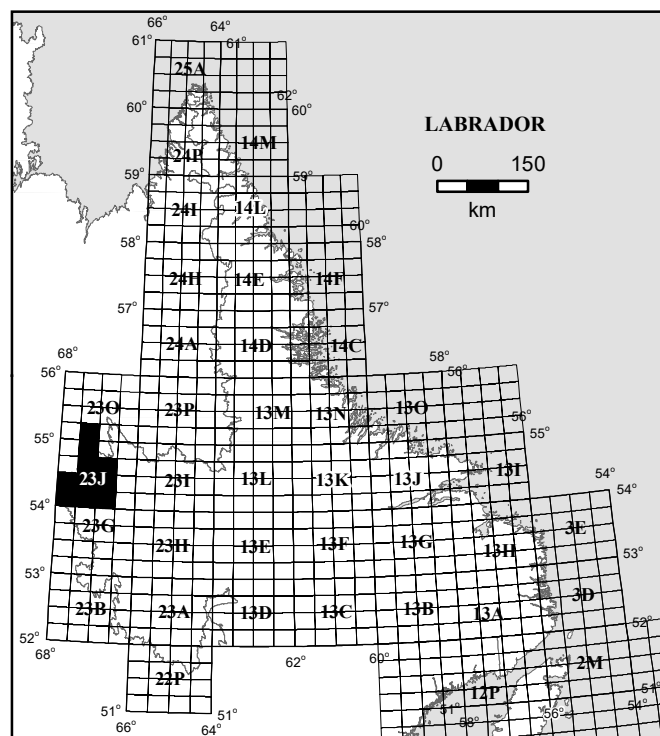 66° 64°
61° 61°
25A
62°
60° 60°
LABRADOR
14M
24P
0 150
59° 59°
km
24I 14L
60°
58° 58°
24H 14E 14F
57° 57°
24A 14D 14C
68° 58°
56° 56°
23O 23P 13M 13N 13O 56°
55° 55°
23J 23I 13L 13K 13J 13I
54° 54°
54°
23G 3E
23H 13E 13F 13G 13H
53° 53°
23B 23A 13D 13C 13B 13A 3D
52° 52°
68° 62° 60°
2M
22P 12P
51° 51° 51° 51°
66° 64° 58° 56° 54°